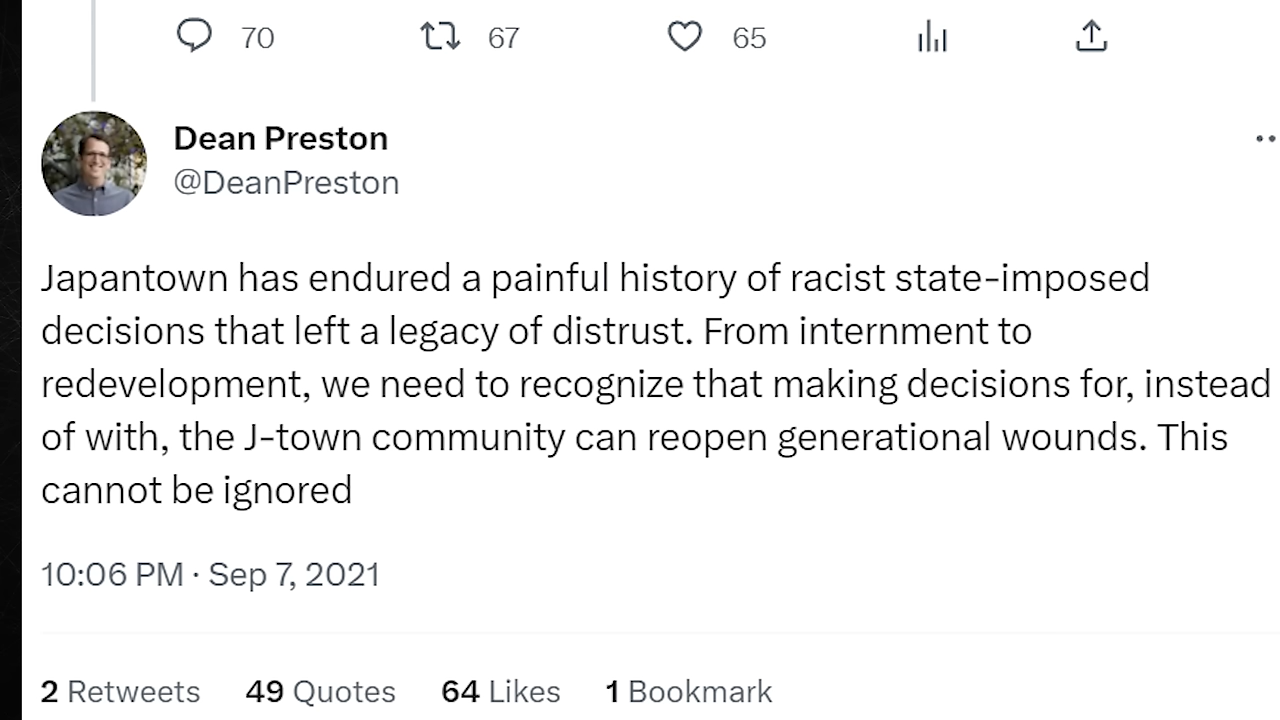 70 67 65
Dean Preston
@DeanPreston
Japantown has endured a painful history of racist state-imposed
decisions that left a legacy of distrust. From internment to
redevelopment, we need to recognize that making decisions for, instead
of with, the J-town community can reopen generational wounds. This
cannot be ignored
10:06 PM · Sep 7, 2021
2 Retweets 49 Quotes 64 Likes 1 Bookmark